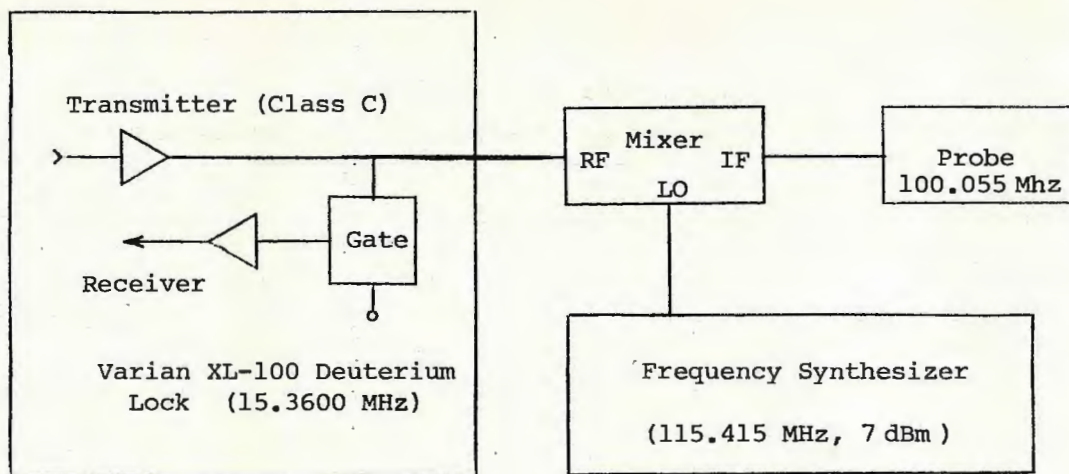 Transmitter (Class C)
Gate
Receiver
Varian XL-100 Deuterium
Lock (15.3600 MHz)
Mixer
RF
IF
LO
Probe
100.055 Mhz
Frequency Synthesizer
(115.415 MHz, 7 dBm )